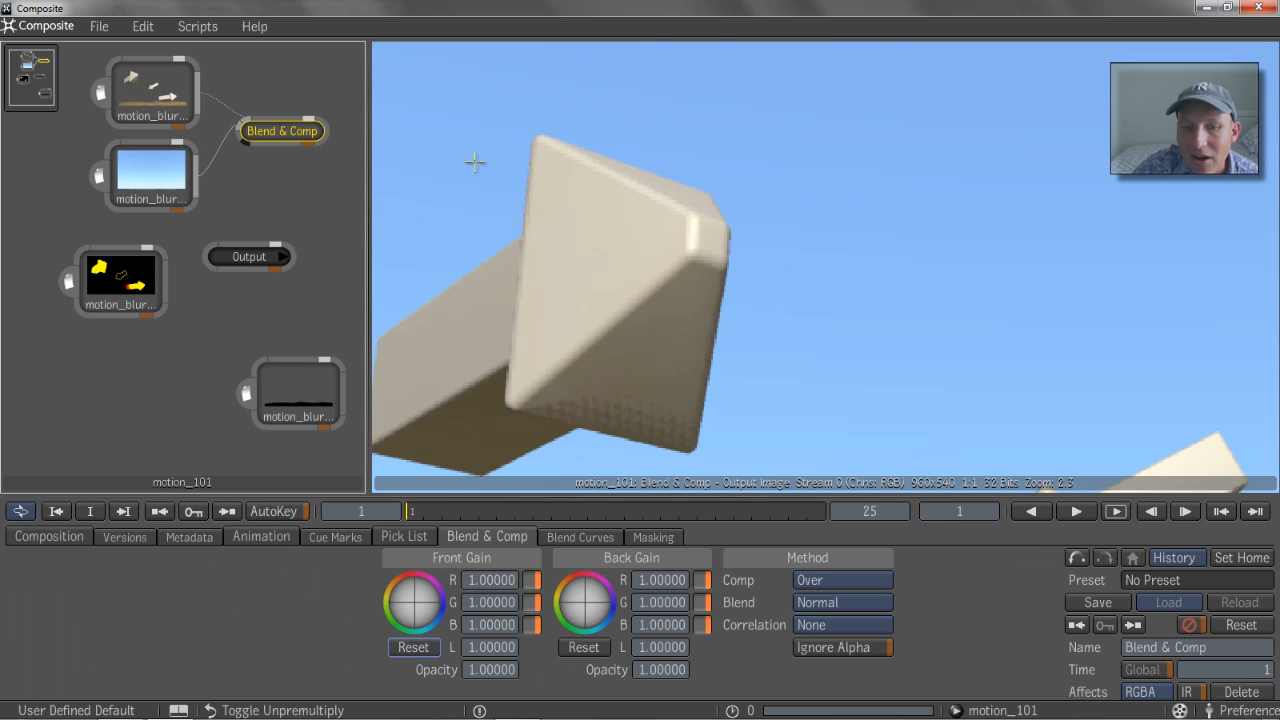 Composite
Composite File Edit Scripts Help
motion_blur...
Blend & Comp
motion_blur...
Output
motion_blur...
motion_blur...
motion_101
motion_101: Blend & Comp - Output Image Stream 0 (Chns: RGB) 960x540 1:1 32 Bits Zoom: 2.3
I AutoKey 1 1 25 1
Composition Versions Metadata Animation Cue Marks Pick List Blend & Comp Blend Curves Masking
Front Gain Back Gain Method History Set Home
R 1.00000 R 1.00000 Comp Over Preset No Preset
G 1.00000 G 1.00000 Blend Normal Save Load Reload
B 1.00000 B 1.00000 Correlation None Reset
Reset L 1.00000 Reset L 1.00000 Ignore Alpha Name Blend & Comp
Opacity 1.00000 Opacity 1.00000 Time Global 1
Affects RGBA IR Delete
User Defined Default Toggle Unpremultiply 0 motion_101 Preference